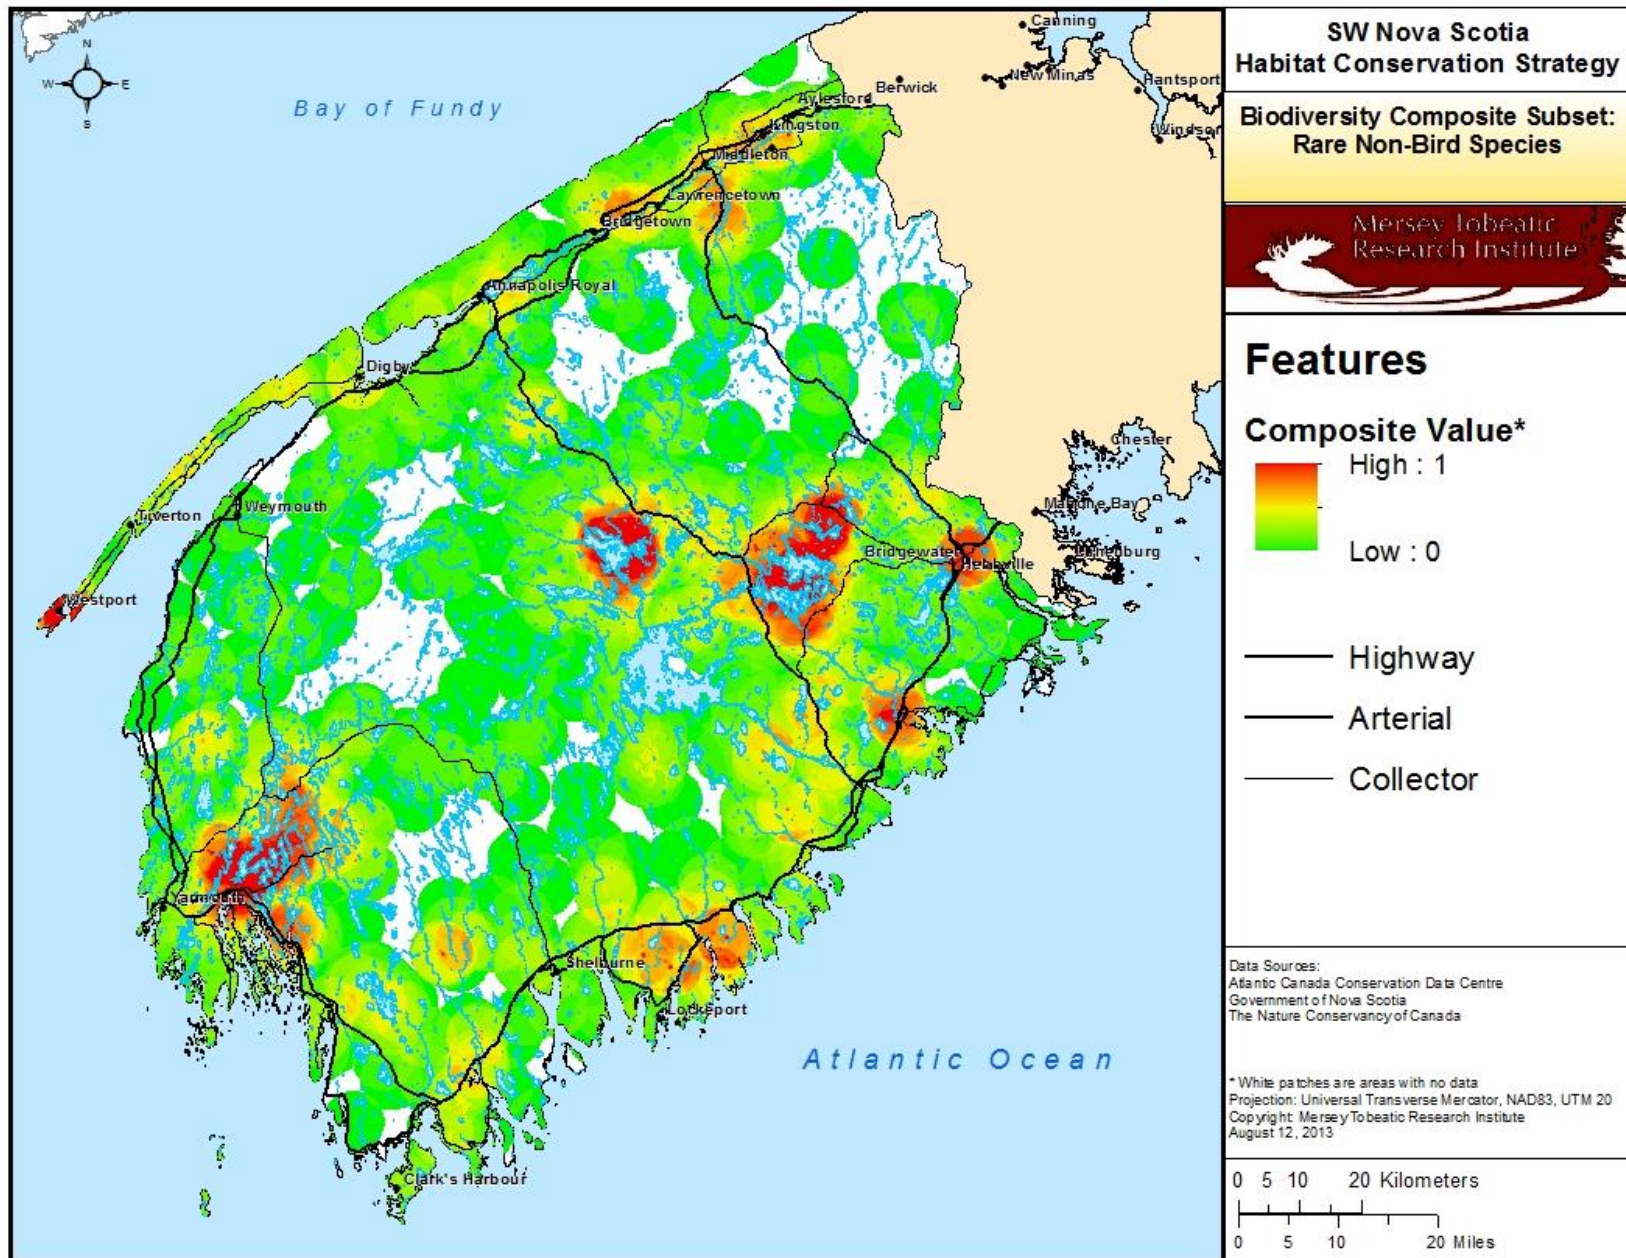 N
W
E
S
Bay of Fundy
Canning
New Minas
Hantsport
Berwick
Windsor
Aylesford
Kingston
Middleton
Lawrencetown
Bridgetown
Annapolis Royal
Digby
Chester
Mahone Bay
Weymouth
Tiverton
Bridgewater
Lunenburg
Hebbville
Westport
Yarmouth
Shelburne
Lockeport
Atlantic Ocean
Clark's Harbour
SW Nova Scotia
Habitat Conservation Strategy
Biodiversity Composite Subset:
Rare Non-Bird Species
Mersey Tobeatic
Research Institute
Features
Composite Value*
High : 1
Low : 0
Highway
Arterial
Collector
Data Sources:
Atlantic Canada Conservation Data Centre
Government of Nova Scotia
The Nature Conservancy of Canada
* White patches are areas with no data
Projection: Universal Transverse Mercator, NAD83, UTM 20
Copyright: Mersey Tobeatic Research Institute
August 12, 2013
0 5 10 20 Kilometers
0 5 10 20 Miles